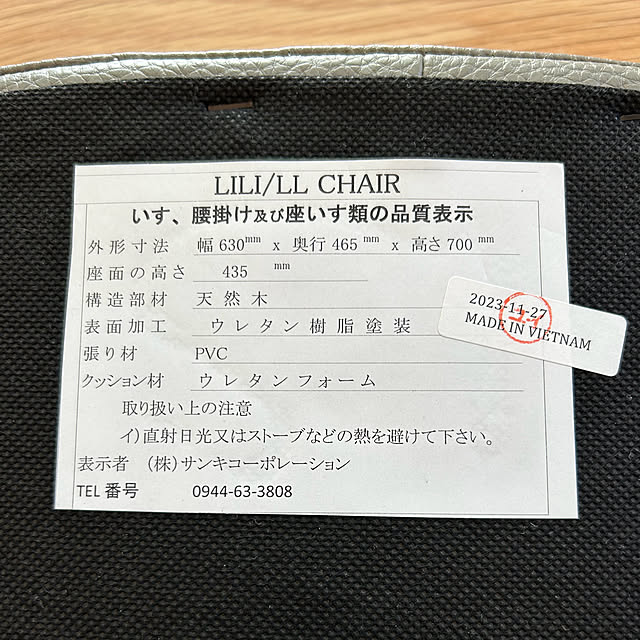 LILI/LL CHAIR
いす、腰掛け及び座いす類の品質表示
外形寸法 幅 630mm x 奥行 465 mm x 高さ 700 mm
座面の高さ 435 mm
構造部材 天然木
表面加工 ウレタン樹脂塗装
張り材 PVC
クッション材 ウレタンフォーム
取り扱い上の注意
イ)直射日光又はストーブなどの熱を避けて下さい。
表示者 (株)サンキコーポレーション
TEL 番号 0944-63-3808
2023-11-27
MADE IN VIETNAM